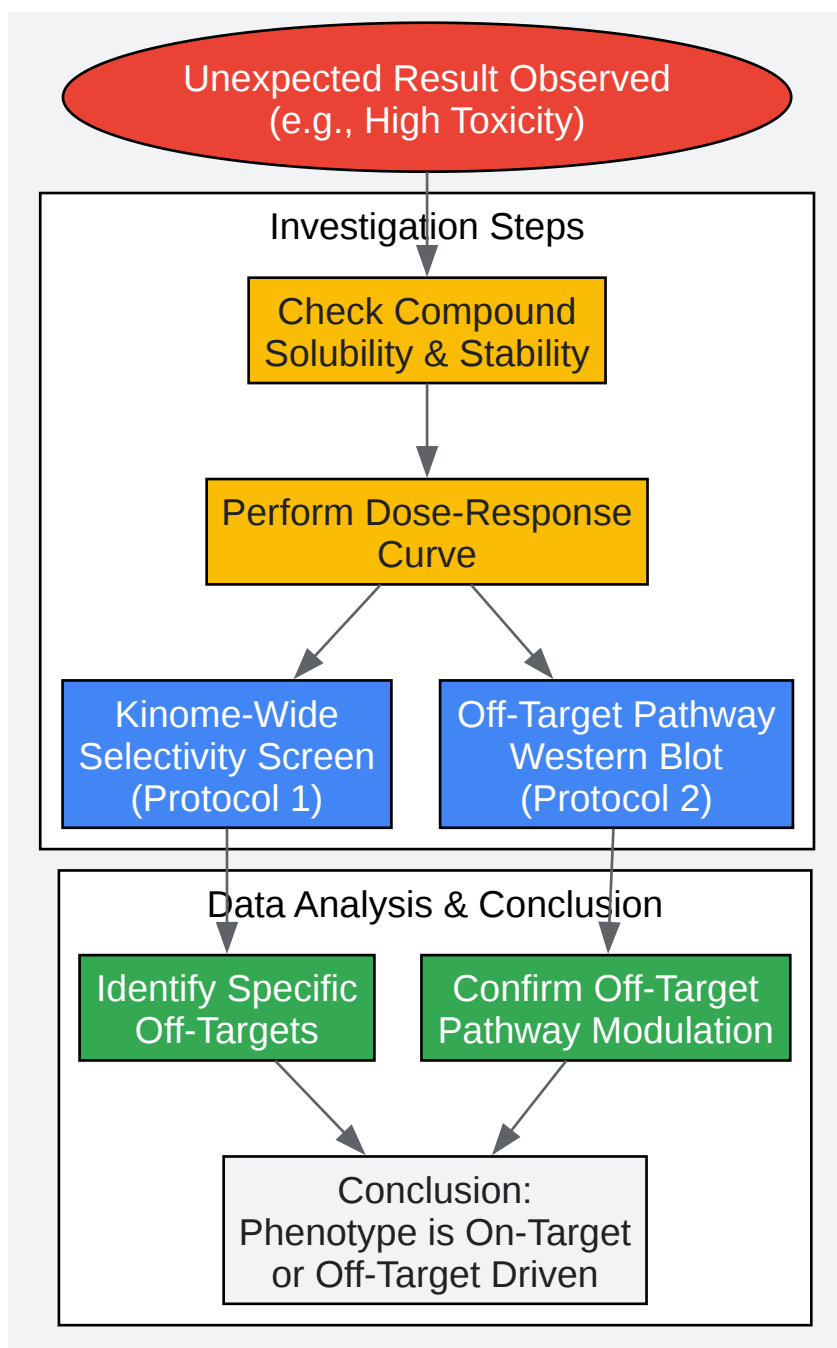 Unexpected Result Observed
(e.g., High Toxicity)
Investigation Steps
Check Compound
Solubility & Stability
Perform Dose-Response
Curve
Kinome-Wide
Selectivity Screen
(Protocol 1)
Off-Target Pathway
Western Blot
(Protocol 2)
Data Analysis & Conclusion
Identify Specific
Off-Targets
Confirm Off-Target
Pathway Modulation
Conclusion:
Phenotype is On-Target
or Off-Target Driven